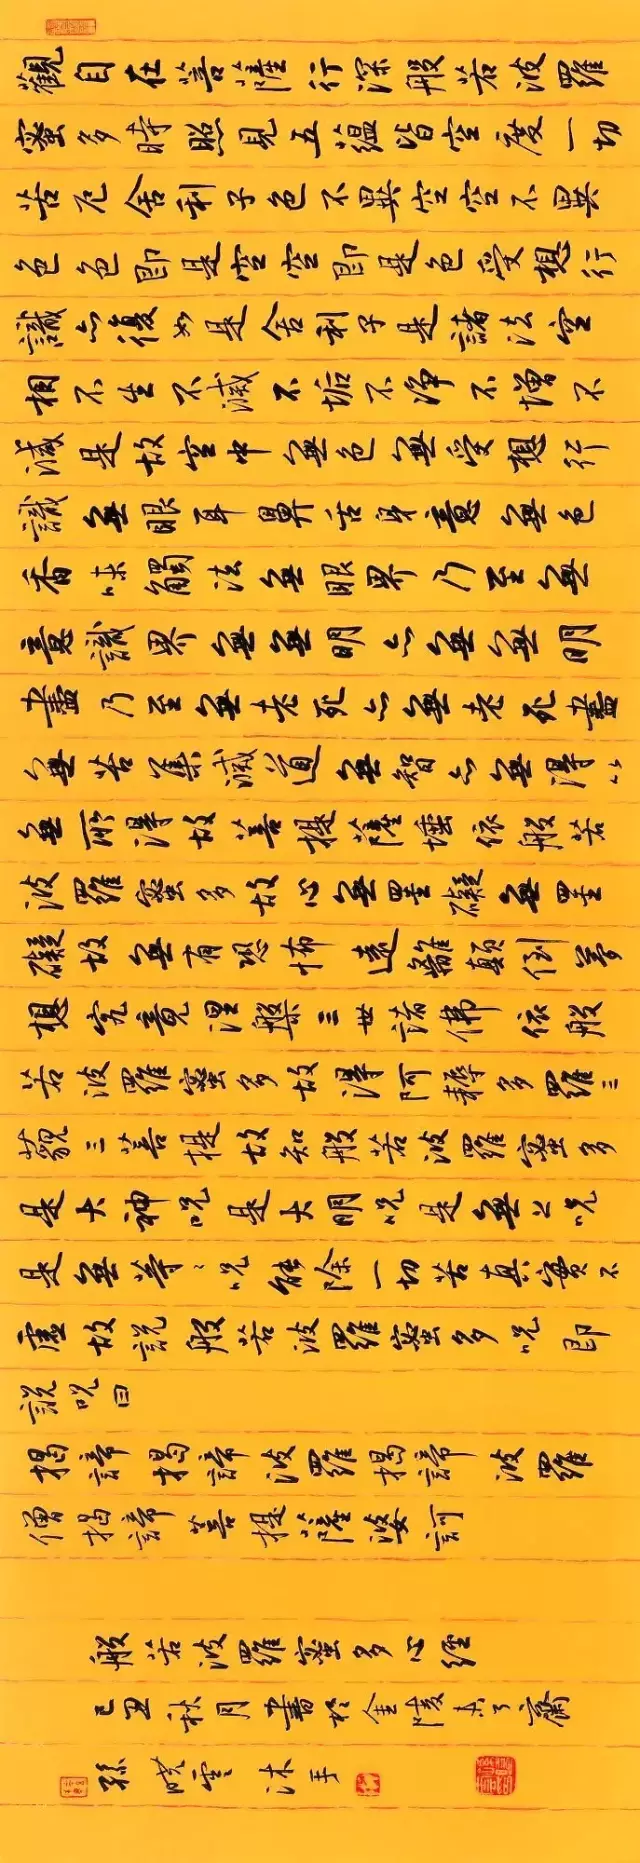 觀自在菩薩行深般若波羅
蜜多時照見五蘊皆空度一切
苦厄舍利子色不異空空不異
色色即是空空即是色受想行
識亦復如是舍利子是諸法空
相不生不滅不垢不淨不增不
減是故空中無色無受想行
識無眼耳鼻舌身意無色
香味觸法無眼界乃至無
意識界無無明亦無無明
盡乃至無老死亦無老死盡
無苦集滅道無智亦無得以
無所得故菩提薩埵依般若
波羅蜜多故心無罣礙無罣
礙故無有恐怖遠離顛倒夢
想究竟涅槃三世諸佛依般
若波羅蜜多故得阿耨多羅三
藐三菩提故知般若波羅蜜多
是大神咒是大明咒是無上咒
是無等〻咒能除一切苦真實不
虛故說般若波羅蜜多咒即
說咒曰
揭諦揭諦波羅揭諦波羅
僧揭諦菩提薩婆訶
般若波羅蜜多心經
己丑秋月書於金陵未了齋
孫曉雲沐手